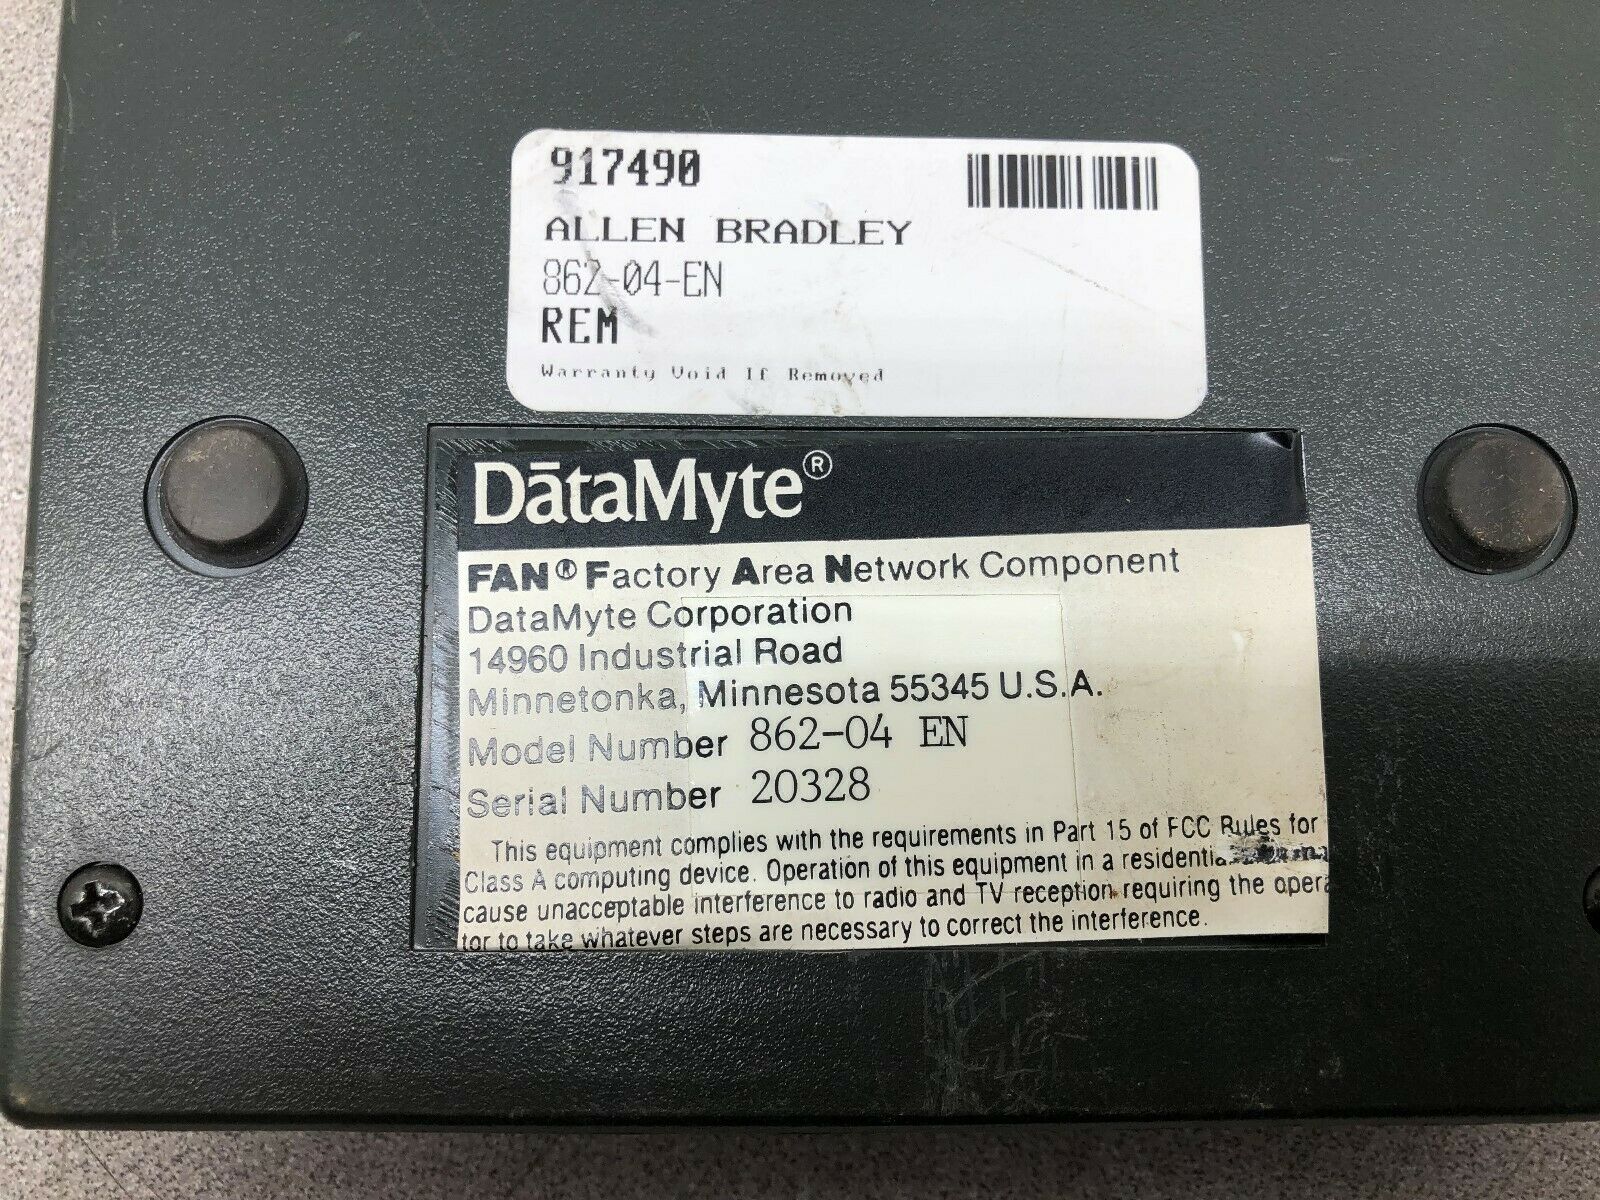 917490
ALLEN BRADLEY
862-04-EN
REM
Warranty Void If Removed
DātaMyte®
FAN® Factory Area Network Component
DataMyte Corporation
14960 Industrial Road
Minnetonka, Minnesota 55345 U.S.A.
Model Number 862-04 EN
Serial Number 20328
This equipment complies with the requirements in Part 15 of FCC Rules for
Class A computing device. Operation of this equipment in a
cause unacceptable interference to radio and TV reception requiring the opera
tor to take whatever steps are necessary to correct the interference.